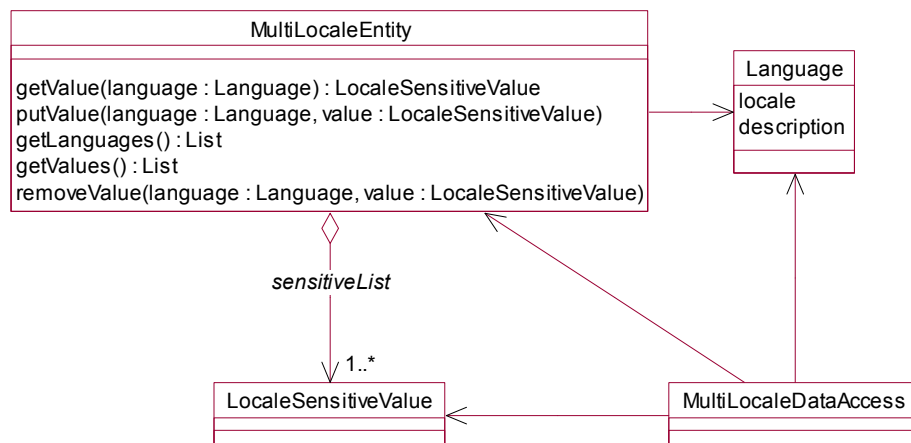 MultiLocaleEntity
getValue(language : Language) : LocaleSensitiveValue
putValue(language : Language, value : LocaleSensitiveValue)
getLanguages() : List
getValues() : List
removeValue(language : Language, value : LocaleSensitiveValue)
Language
locale
description
sensitiveList
1..*
LocaleSensitiveValue
MultiLocaleDataAccess